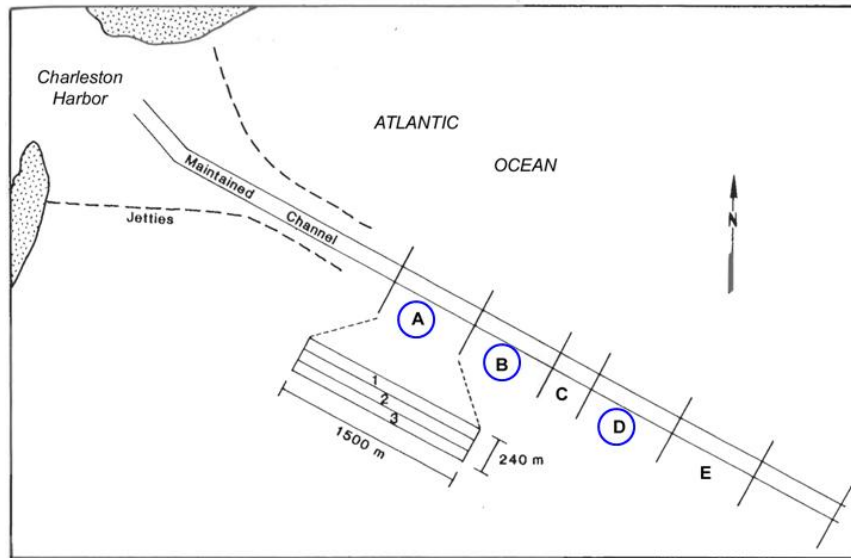 Charleston
Harbor
ATLANTIC
OCEAN
Maintained
Channel
Jetties
N
A
B
C
D
E
1
2
3
1500 m
240 m